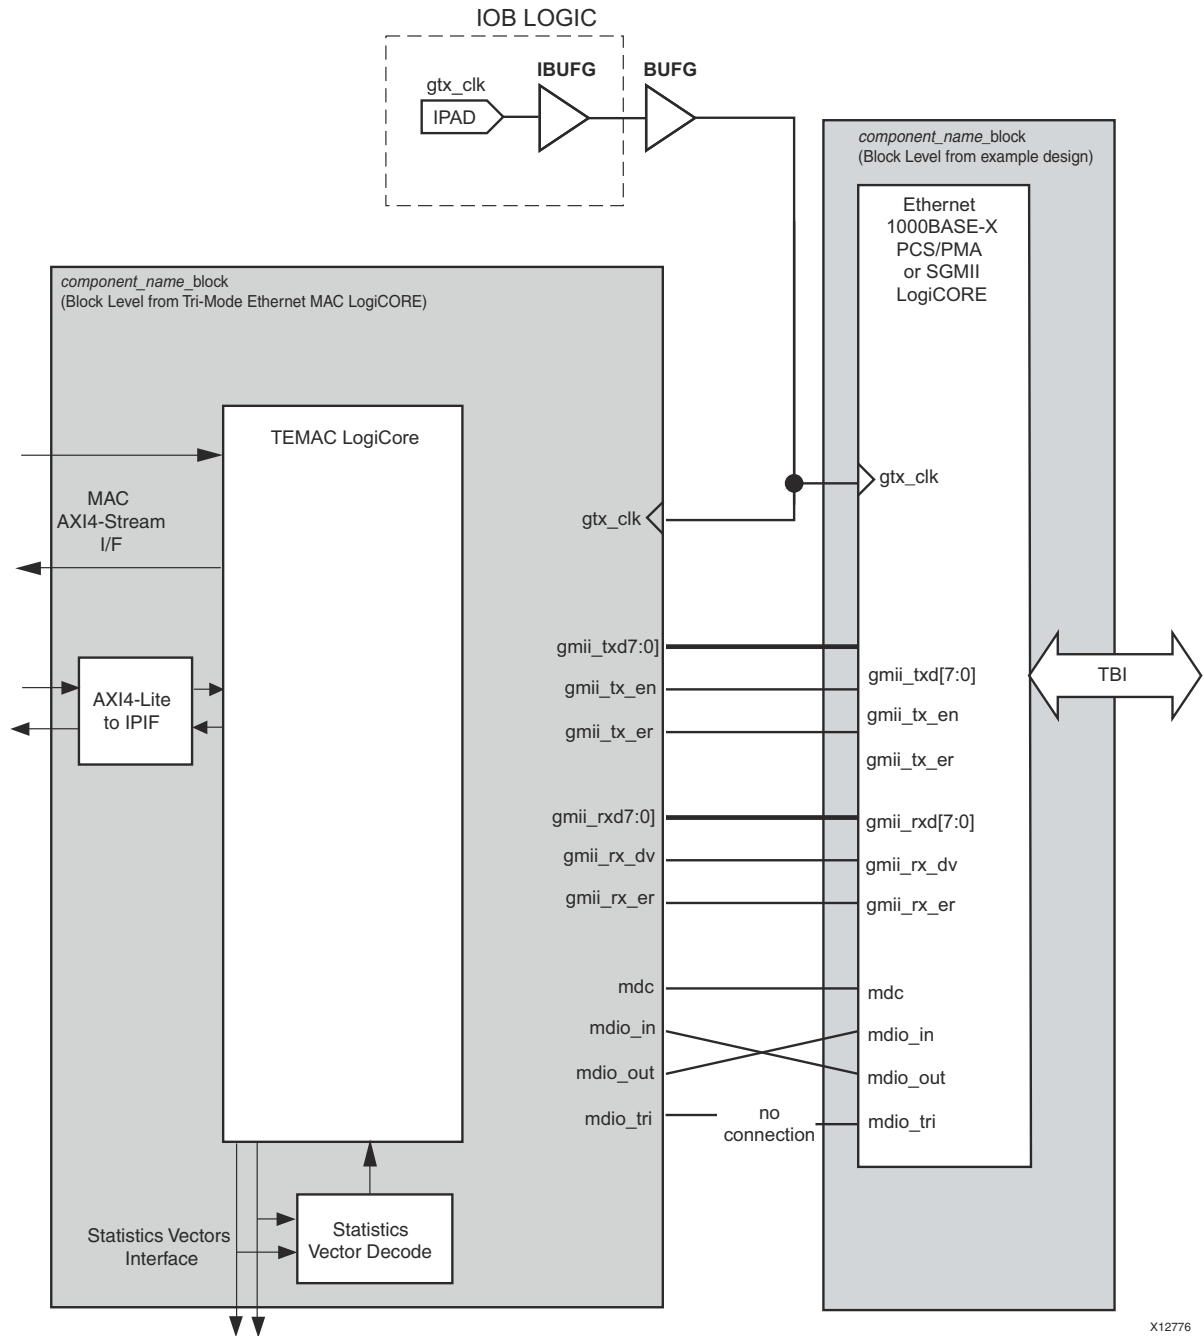 IOB LOGIC
IBUFG
BUFG
gtx_clk
IPAD
component_name_block
(Block Level from example design)
Ethernet
1000BASE-X
PCS/PMA
or SGMII
LogiCORE
component_name_block
(Block Level from Tri-Mode Ethernet MAC LogiCORE)
TEMAC LogiCore
MAC
AXI4-Stream
I/F
gtx_clk
gtx_clk
AXI4-Lite
to IPIF
gmii_txd7:0]
gmii_tx_en
gmii_tx_er
gmii_rxd7:0]
gmii_rx_dv
gmii_rx_er
mdc
mdio_in
mdio_out
mdio_tri
no
connection
gmii_txd[7:0]
gmii_tx_en
gmii_tx_er
gmii_rxd[7:0]
gmii_rx_dv
gmii_rx_er
mdc
mdio_in
mdio_out
mdio_tri
TBI
Statistics Vectors
Interface
Statistics
Vector Decode
X12776